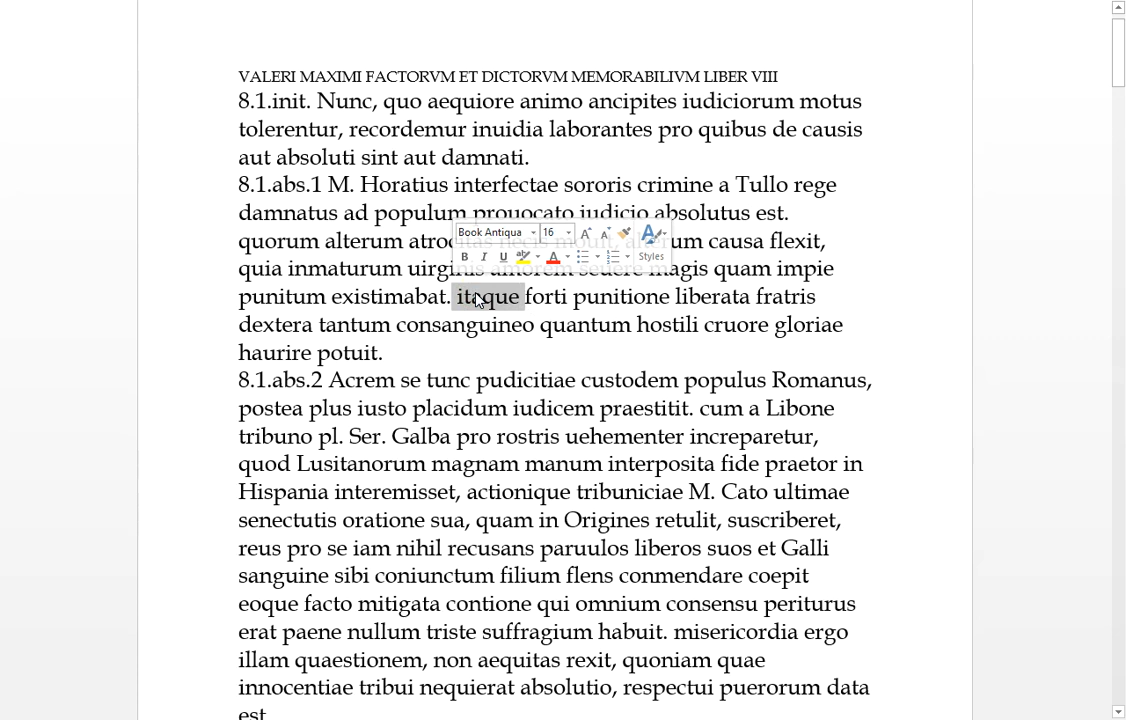 VALERI MAXIMI FACTORVM ET DICTORVM MEMORABILIVM LIBER VIII
8.1.init. Nunc, quo aequiore animo ancipites iudiciorum motus
tolerentur, recordemur inuidia laborantes pro quibus de causis
aut absoluti sint aut damnati.
8.1.abs.1 M. Horatius interfectae sororis crimine a Tullo rege
damnatus ad populum prouocato iudicio absolutus est.
Book Antiqua 16
quorum alterum atrocitas necis mouit, alterum causa flexit,
Styles
quia inmaturum uirginis amorem seuere magis quam impie
punitum existimabat. itaque forti punitione liberata fratris
dextera tantum consanguineo quantum hostili cruore gloriae
haurire potuit.
8.1.abs.2 Acrem se tunc pudicitiae custodem populus Romanus,
postea plus iusto placidum iudicem praestitit. cum a Libone
tribuno pl. Ser. Galba pro rostris uehementer increparetur,
quod Lusitanorum magnam manum interposita fide praetor in
Hispania interemisset, actionique tribuniciae M. Cato ultimae
senectutis oratione sua, quam in Origines retulit, suscriberet,
reus pro se iam nihil recusans paruulos liberos suos et Galli
sanguine sibi coniunctum filium flens conmendare coepit
eoque facto mitigata contione qui omnium consensu periturus
erat paene nullum triste suffragium habuit. misericordia ergo
illam quaestionem, non aequitas rexit, quoniam quae
innocentiae tribui nequierat absolutio, respectui puerorum data
est.